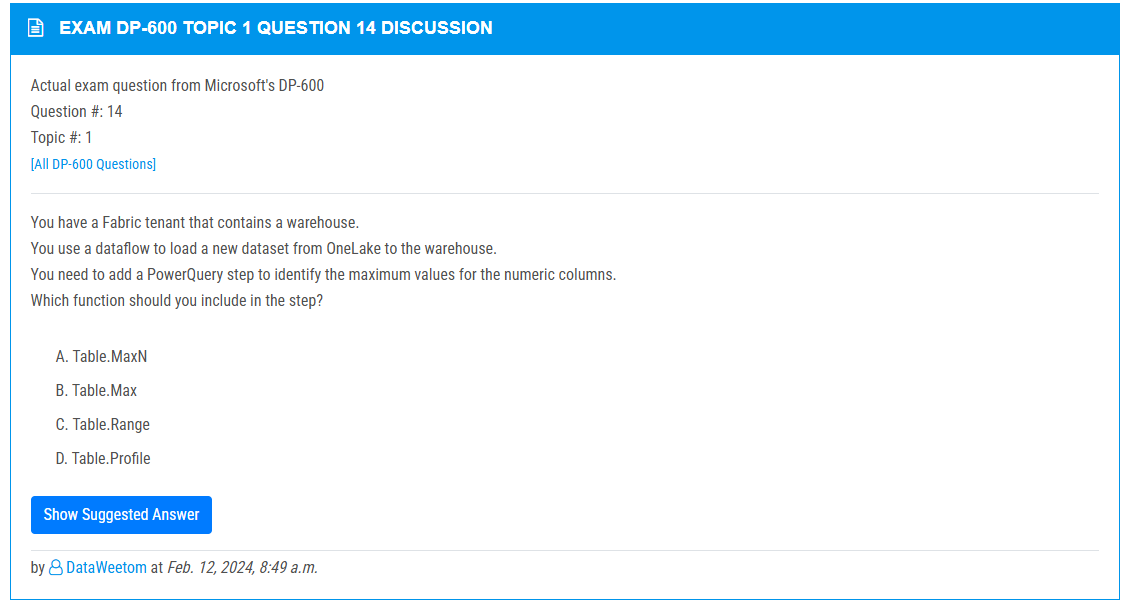 EXAM DP-600 TOPIC 1 QUESTION 14 DISCUSSION
Actual exam question from Microsoft's DP-600
Question #: 14
Topic #: 1
[All DP-600 Questions]
You have a Fabric tenant that contains a warehouse.
You use a dataflow to load a new dataset from OneLake to the warehouse.
You need to add a PowerQuery step to identify the maximum values for the numeric columns.
Which function should you include in the step?
A. Table.MaxN
B. Table.Max
C. Table.Range
D. Table.Profile
Show Suggested Answer
by DataWeetom at Feb. 12, 2024, 8:49 a.m.